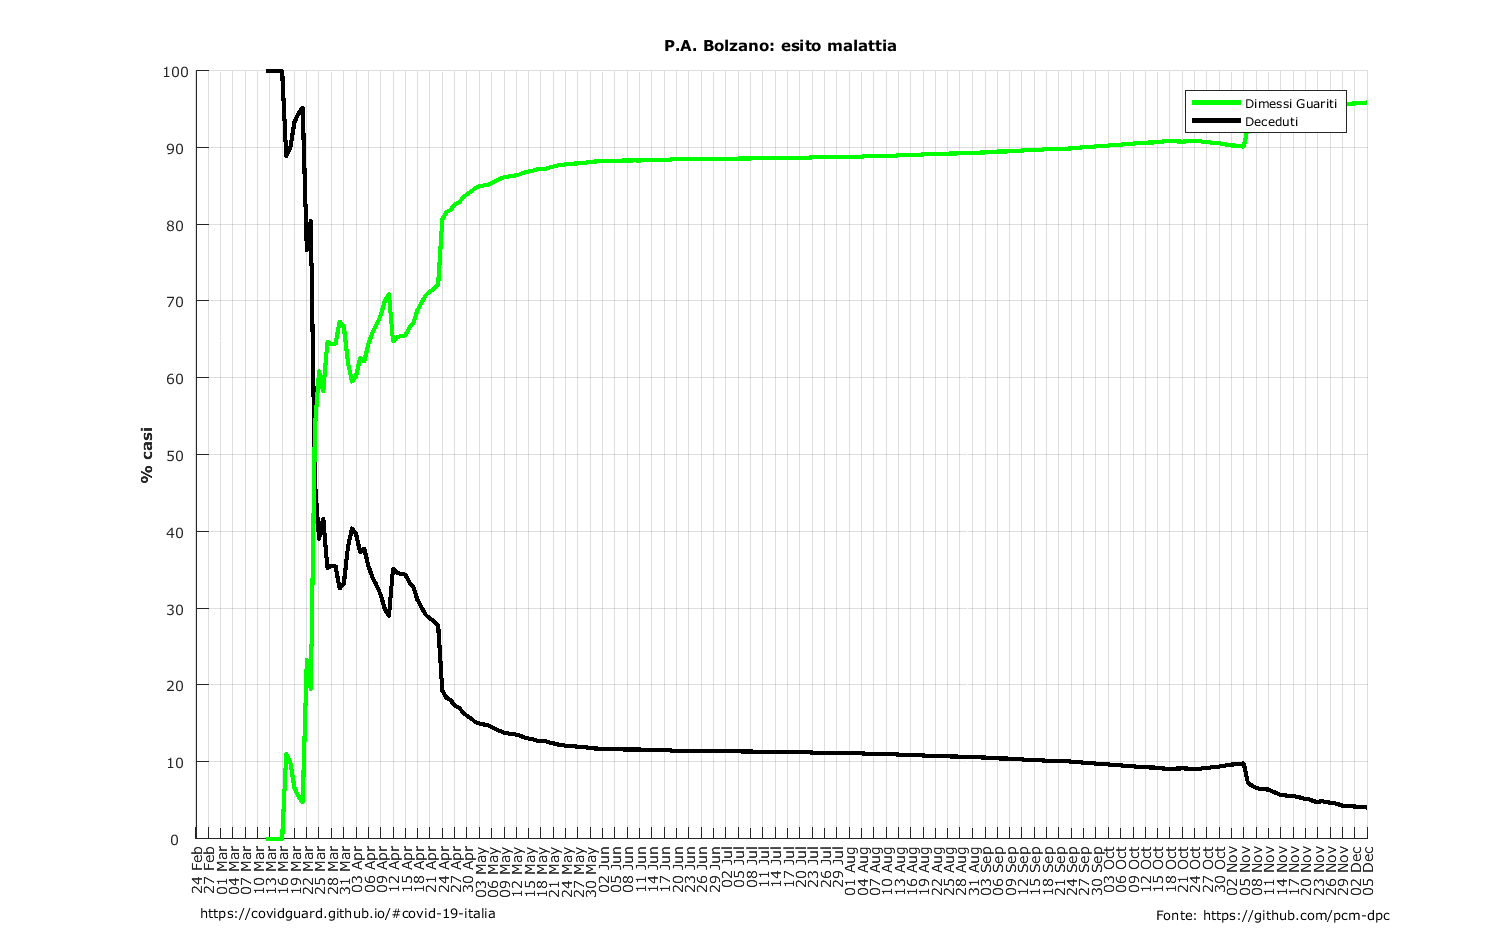 P.A. Bolzano: esito malattia
100
90
80
70
60
50
40
30
20
10
0
% casi
Dimessi Guariti
Deceduti
24 Feb
27 Feb
01 Mar
04 Mar
07 Mar
10 Mar
13 Mar
16 Mar
19 Mar
22 Mar
25 Mar
28 Mar
31 Mar
03 Apr
06 Apr
09 Apr
12 Apr
15 Apr
18 Apr
21 Apr
24 Apr
27 Apr
30 Apr
03 May
06 May
09 May
12 May
15 May
18 May
21 May
24 May
27 May
30 May
02 Jun
05 Jun
08 Jun
11 Jun
14 Jun
17 Jun
20 Jun
23 Jun
26 Jun
29 Jun
02 Jul
05 Jul
08 Jul
11 Jul
14 Jul
17 Jul
20 Jul
23 Jul
26 Jul
29 Jul
01 Aug
04 Aug
07 Aug
10 Aug
13 Aug
16 Aug
19 Aug
22 Aug
25 Aug
28 Aug
31 Aug
03 Sep
06 Sep
09 Sep
12 Sep
15 Sep
18 Sep
21 Sep
24 Sep
27 Sep
30 Sep
03 Oct
06 Oct
09 Oct
12 Oct
15 Oct
18 Oct
21 Oct
24 Oct
27 Oct
30 Oct
02 Nov
05 Nov
08 Nov
11 Nov
14 Nov
17 Nov
20 Nov
23 Nov
26 Nov
29 Nov
02 Dec
05 Dec
https://covidguard.github.io/#covid-19-italia
Fonte: https://github.com/pcm-dpc